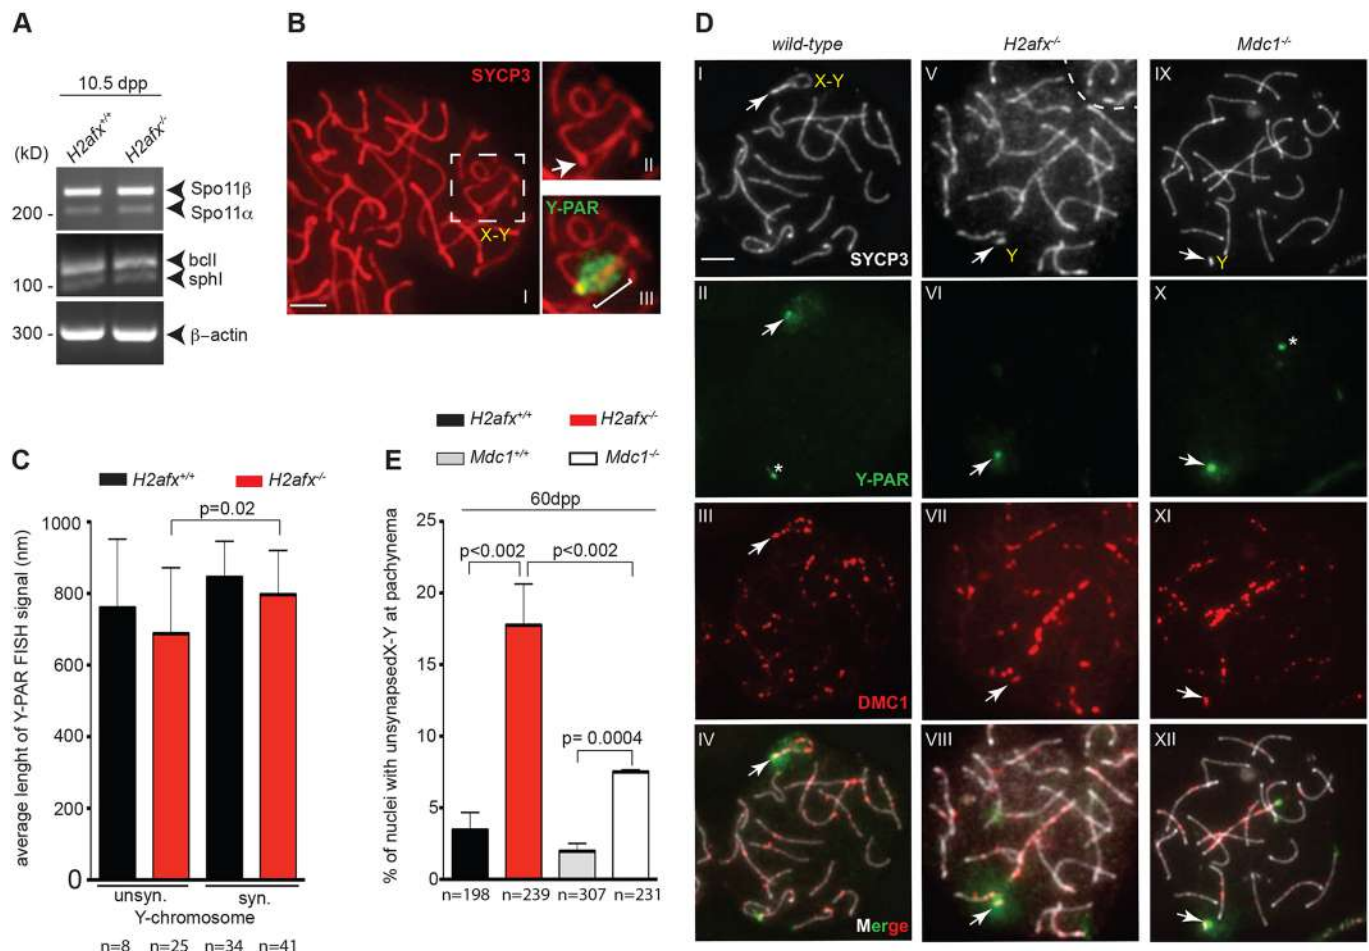 A
10.5 dpp
(kD)
H2afx+/+
H2afx-/-
Spo11β
200 -
Spo11α
bclI
sphI
100 -
300 -
β–actin
B
SYCP3
X-Y
I
II
Y-PAR
III
C
H2afx+/+
H2afx-/-
p=0.02
average lenght of Y-PAR FISH signal (nm)
1000
800
600
400
200
0
unsyn.
syn.
Y-chromosome
n=8
n=25
n=34
n=41
H2afx+/+
H2afx-/-
E
Mdc1+/+
Mdc1-/-
60dpp
% of nuclei with unsynapsedX-Y at pachynema
25
20
15
10
5
0
p<0.002
p<0.002
p= 0.0004
n=198
n=239
n=307
n=231
D
wild-type
H2afx-/-
Mdc1-/-
I
X-Y
SYCP3
V
Y
IX
Y
II
*
Y-PAR
VI
X
*
III
DMC1
VII
XI
IV
Merge
VIII
XII